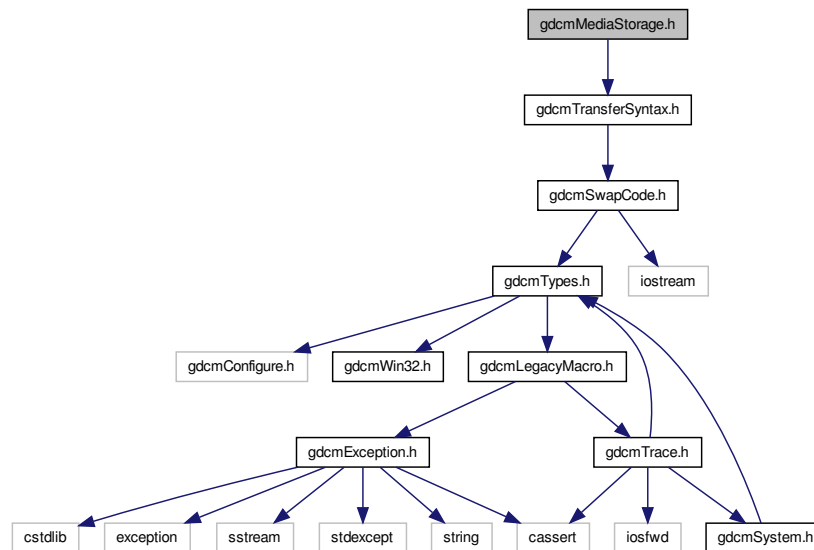 gdcmMediaStorage.h
gdcmTransferSyntax.h
gdcmSwapCode.h
gdcmTypes.h
iostream
gdcmConfigure.h
gdcmWin32.h
gdcmLegacyMacro.h
gdcmException.h
gdcmTrace.h
cstdlib
exception
sstream
stdexcept
string
cassert
iosfwd
gdcmSystem.h